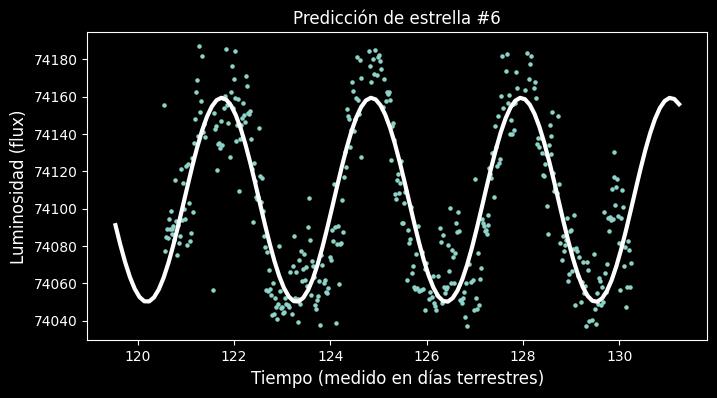 Predicción de estrella #6
Luminosidad (flux)
74180
74160
74140
74120
74100
74080
74060
74040
120 122 124 126 128 130
Tiempo (medido en días terrestres)